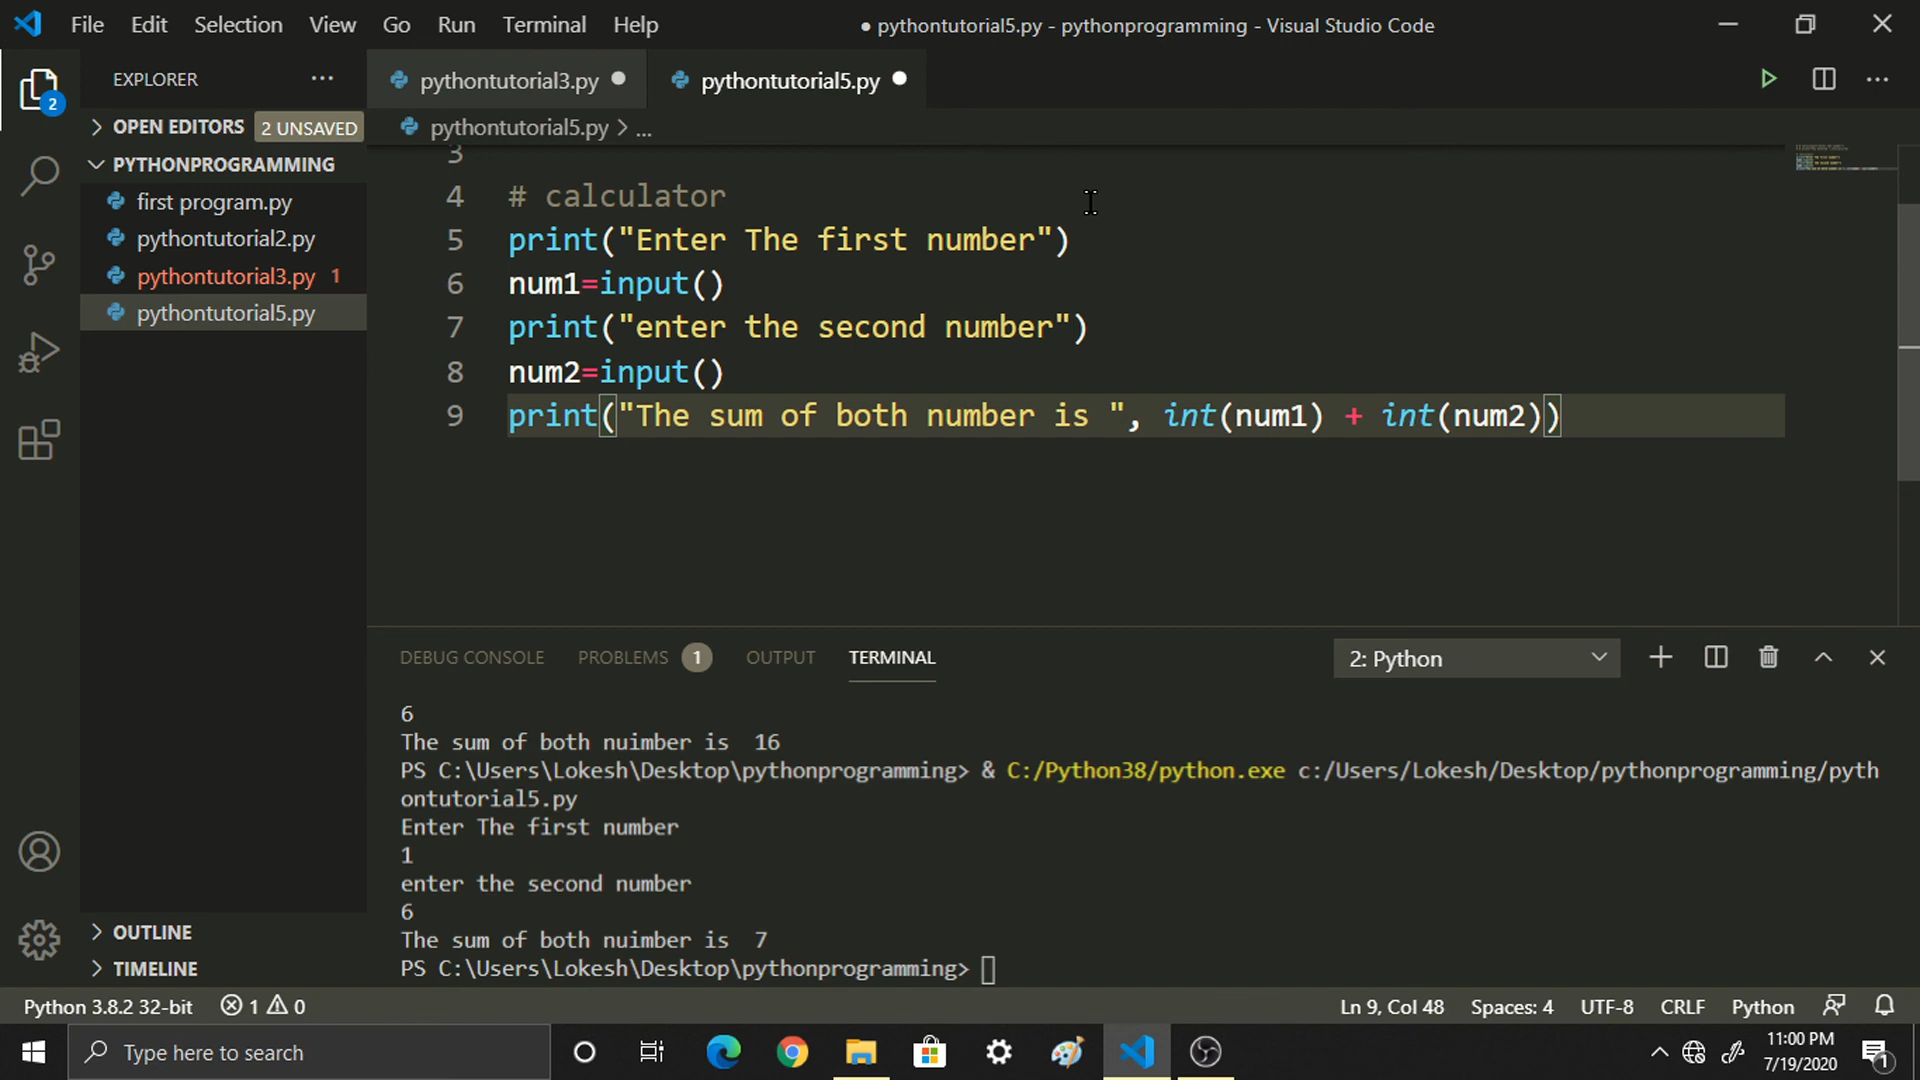 File Edit Selection View Go Run Terminal Help
● pythontutorial5.py - pythonprogramming - Visual Studio Code
EXPLORER
pythontutorial3.py
pythontutorial5.py
2
OPEN EDITORS 2 UNSAVED
pythontutorial5.py > ...
PYTHONPROGRAMMING
first program.py
pythontutorial2.py
pythontutorial3.py 1
pythontutorial5.py
3
4 # calculator
5 print("Enter The first number")
6 num1=input()
7 print("enter the second number")
8 num2=input()
9 print("The sum of both number is ", int(num1) + int(num2))
DEBUG CONSOLE PROBLEMS 1 OUTPUT TERMINAL
2: Python
6
The sum of both nuimber is  16
PS C:\Users\Lokesh\Desktop\pythonprogramming> & C:/Python38/python.exe c:/Users/Lokesh/Desktop/pythonprogramming/pyth
ontutorial5.py
Enter The first number
1
enter the second number
6
The sum of both nuimber is  7
PS C:\Users\Lokesh\Desktop\pythonprogramming>
OUTLINE
TIMELINE
Python 3.8.2 32-bit 1 0
Ln 9, Col 48 Spaces: 4 UTF-8 CRLF Python
Type here to search
11:00 PM
7/19/2020
1